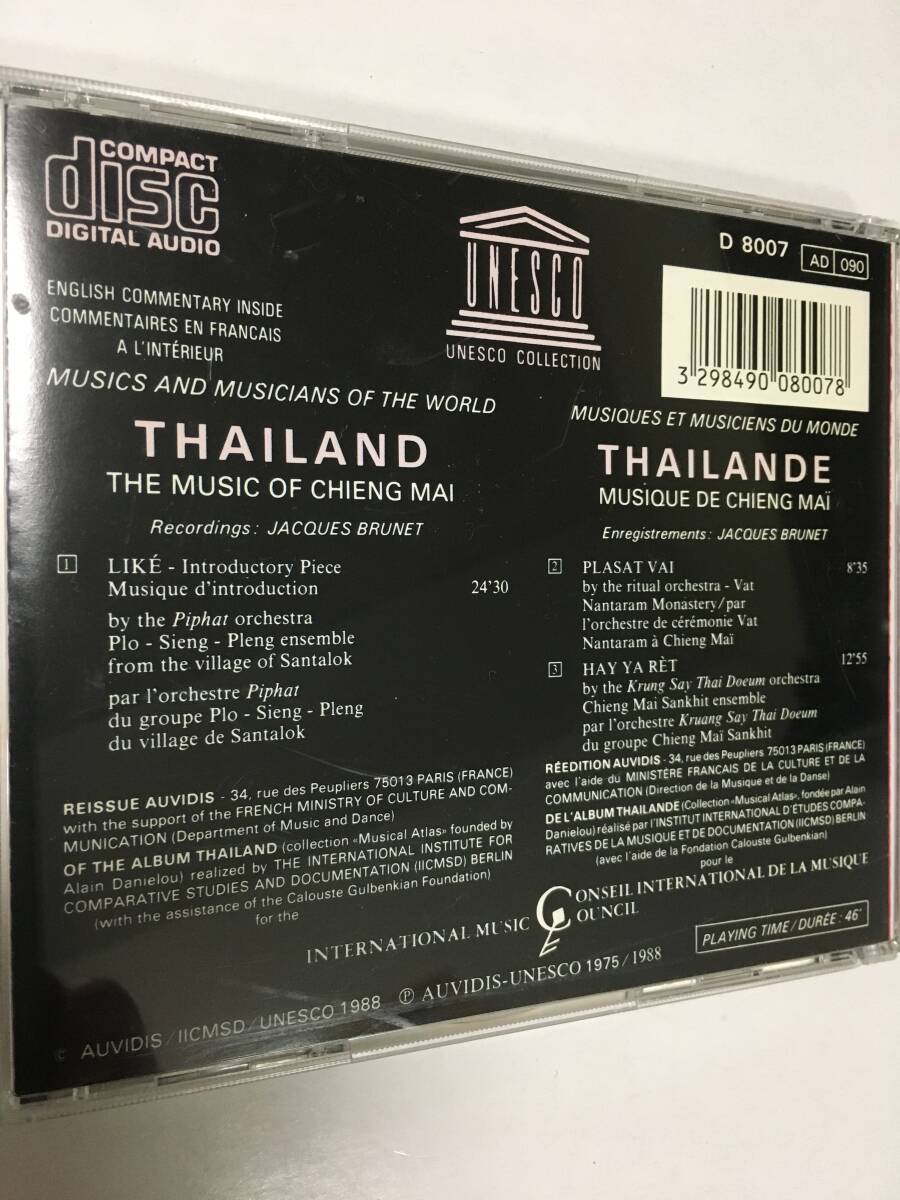 COMPACT
disc
DIGITAL AUDIO
ENGLISH COMMENTARY INSIDE
COMMENTAIRES EN FRANCAIS
A L'INTÉRIEUR
UNESCO
UNESCO COLLECTION
D 8007
AD 090
3 298490 080078
MUSICS AND MUSICIANS OF THE WORLD
THAILAND
THE MUSIC OF CHIENG MAI
Recordings: JACQUES BRUNET
1 LIKÉ - Introductory Piece
Musique d'introduction 24'30
by the Piphat orchestra
Plo - Sieng - Pleng ensemble
from the village of Santalok
par l'orchestre Piphat
du groupe Plo - Sieng - Pleng
du village de Santalok
MUSIQUES ET MUSICIENS DU MONDE
THAILANDE
MUSIQUE DE CHIENG MAÏ
Enregistrements: JACQUES BRUNET
2 PLASAT VAI 8'35
by the ritual orchestra - Vat
Nantaram Monastery/par
l'orchestre de cérémonie Vat
Nantaram à Chieng Maï
3 HAY YA RÈT 12'55
by the Krung Say Thai Doeum orchestra
Chieng Mai Sankhit ensemble
par l'orchestre Kruang Say Thai Doeum
du groupe Chieng Maï Sankhit
REISSUE AUVIDIS - 34, rue des Peupliers 75013 PARIS (FRANCE)
with the support of the FRENCH MINISTRY OF CULTURE AND COM-
MUNICATION (Department of Music and Dance)
OF THE ALBUM THAILAND (collection «Musical Atlas» founded by
Alain Danielou) realized by THE INTERNATIONAL INSTITUTE FOR
COMPARATIVE STUDIES AND DOCUMENTATION (IICMSD) BERLIN
(with the assistance of the Calouste Gulbenkian Foundation)
for the
RÉEDITION AUVIDIS - 34, rue des Peupliers 75013 PARIS (FRANCE)
avec l'aide du MINISTÈRE FRANCAIS DE LA CULTURE ET DE LA
COMMUNICATION (Direction de la Musique et de la Danse)
DE L'ALBUM THAILANDE (Collection «Musical Atlas», fondée par Alain
Danielou) réalisé par l'INSTITUT INTERNATIONAL D'ÉTUDES COMPA-
RATIVES DE LA MUSIQUE ET DE DOCUMENTATION (IICMSD) BERLIN
(avec l'aide de la Fondation Calouste Gulbenkian)
pour le
INTERNATIONAL MUSIC COUNCIL
CONSEIL INTERNATIONAL DE LA MUSIQUE
PLAYING TIME/DURÉE: 46'
© AUVIDIS/IICMSD/UNESCO 1988 ℗ AUVIDIS-UNESCO 1975/1988